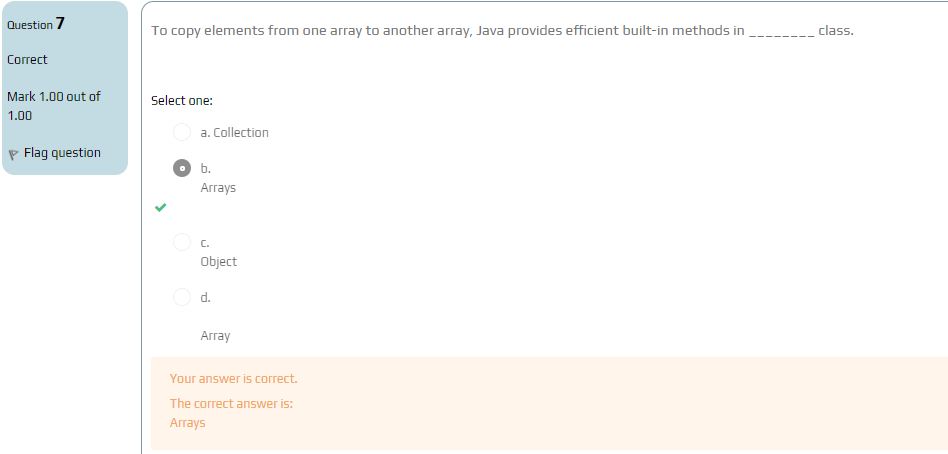 Question 7
Correct
Mark 1.00 out of
1.00
Flag question
To copy elements from one array to another array, Java provides efficient built-in methods in ________ class.
Select one:
a. Collection
b.
Arrays
c.
Object
d.
Array
Your answer is correct.
The correct answer is:
Arrays